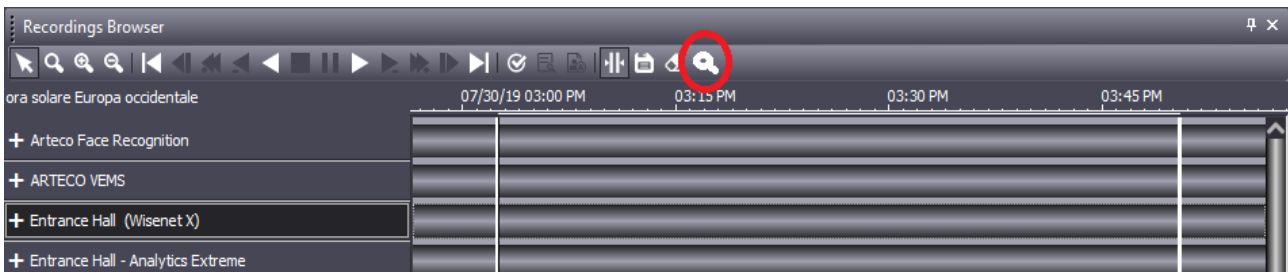 Recordings Browser
ora solare Europa occidentale
07/30/19 03:00 PM 03:15 PM 03:30 PM 03:45 PM
Arteco Face Recognition
ARTECO VEMS
Entrance Hall (Wisenet X)
Entrance Hall - Analytics Extreme